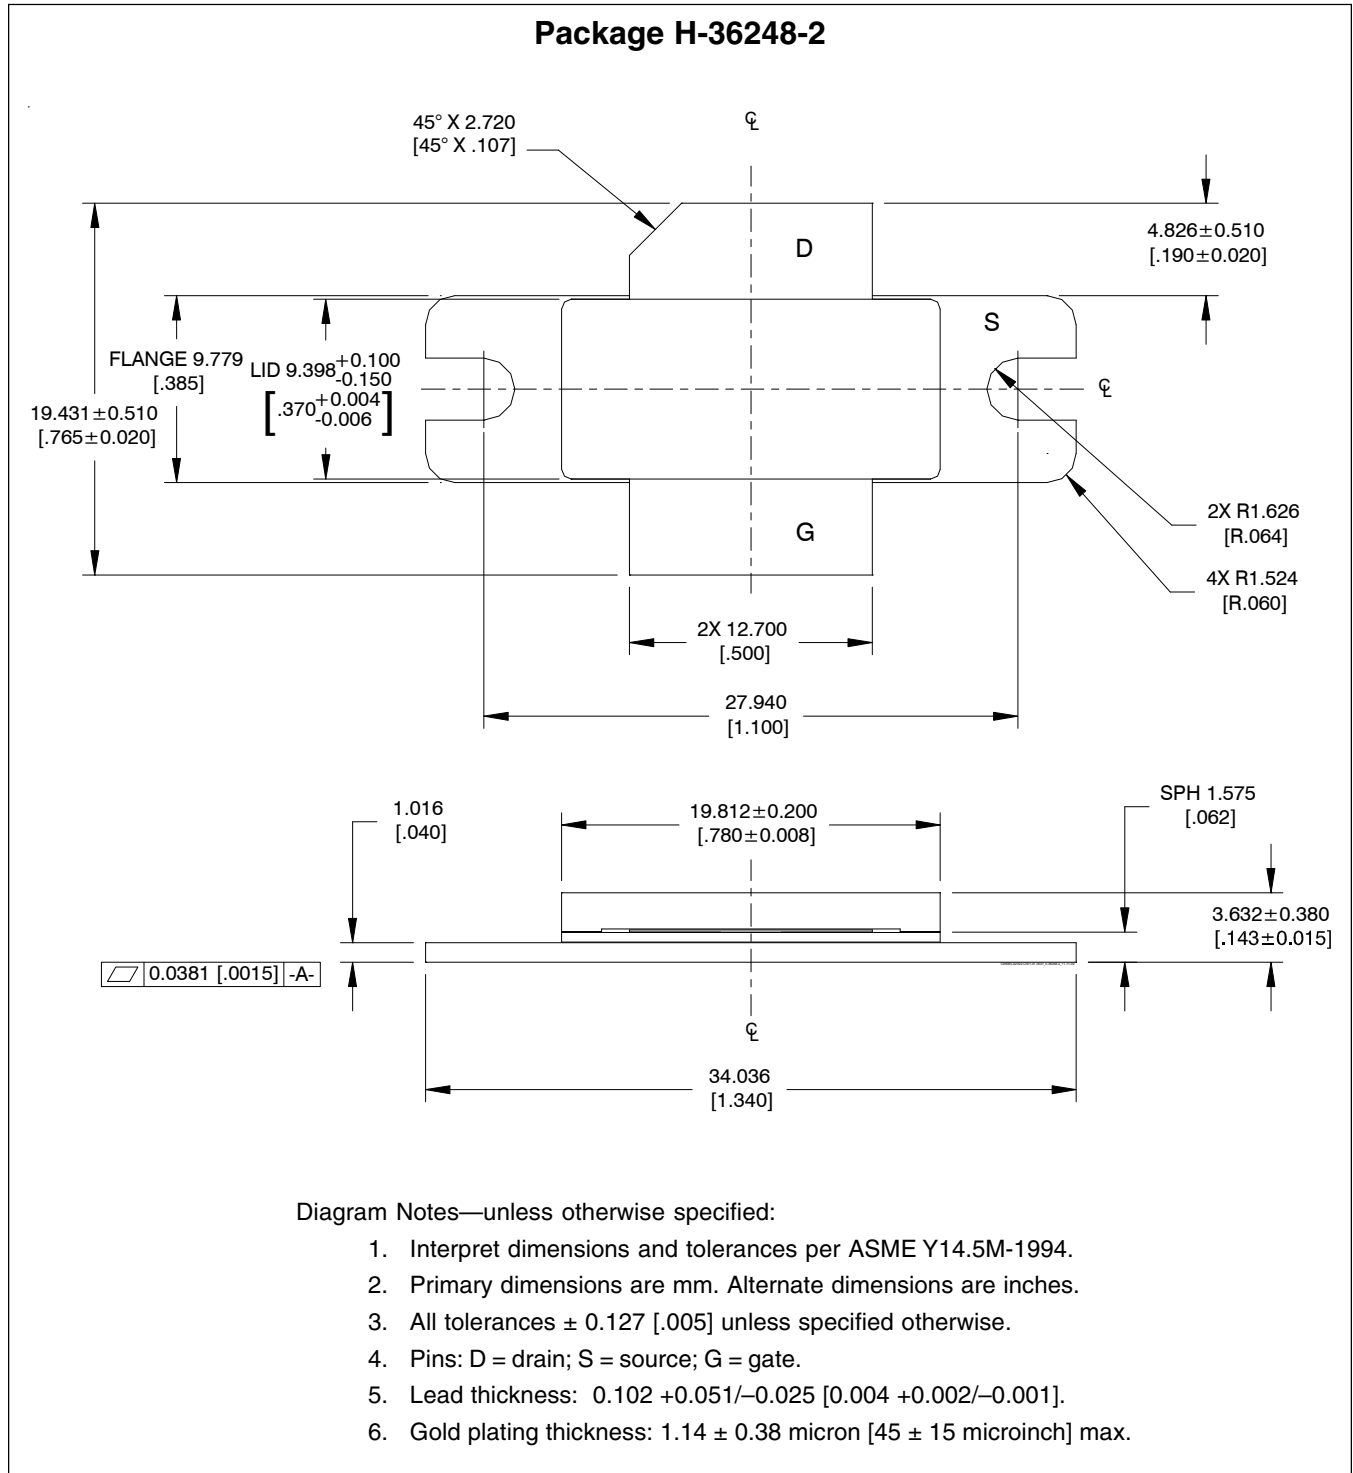 Package H-36248-2
45° X 2.720
[45° X .107]
℄
4.826±0.510
[.190±0.020]
D
S
FLANGE 9.779
[.385]
LID 9.398 +0.100
-0.150
[.370 +0.004
-0.006]
℄
19.431±0.510
[.765±0.020]
2X R1.626
[R.064]
G
4X R1.524
[R.060]
2X 12.700
[.500]
27.940
[1.100]
1.016
[.040]
19.812±0.200
[.780±0.008]
SPH 1.575
[.062]
3.632±0.380
[.143±0.015]
⏥ 0.0381 [.0015] -A-
℄
34.036
[1.340]
Diagram Notes—unless otherwise specified:
1. Interpret dimensions and tolerances per ASME Y14.5M-1994.
2. Primary dimensions are mm. Alternate dimensions are inches.
3. All tolerances ± 0.127 [.005] unless specified otherwise.
4. Pins: D = drain; S = source; G = gate.
5. Lead thickness: 0.102 +0.051/–0.025 [0.004 +0.002/–0.001].
6. Gold plating thickness: 1.14 ± 0.38 micron [45 ± 15 microinch] max.